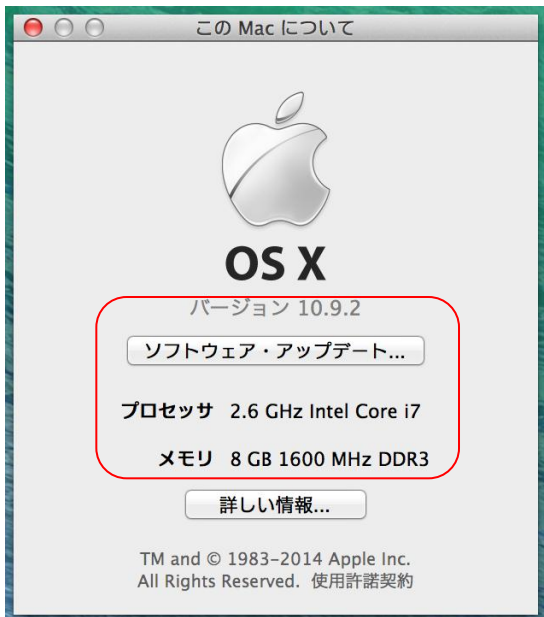 この Mac について
OS X
バージョン 10.9.2
ソフトウェア・アップデート...
プロセッサ 2.6 GHz Intel Core i7
メモリ 8 GB 1600 MHz DDR3
詳しい情報...
TM and © 1983-2014 Apple Inc.
All Rights Reserved. 使用許諾契約